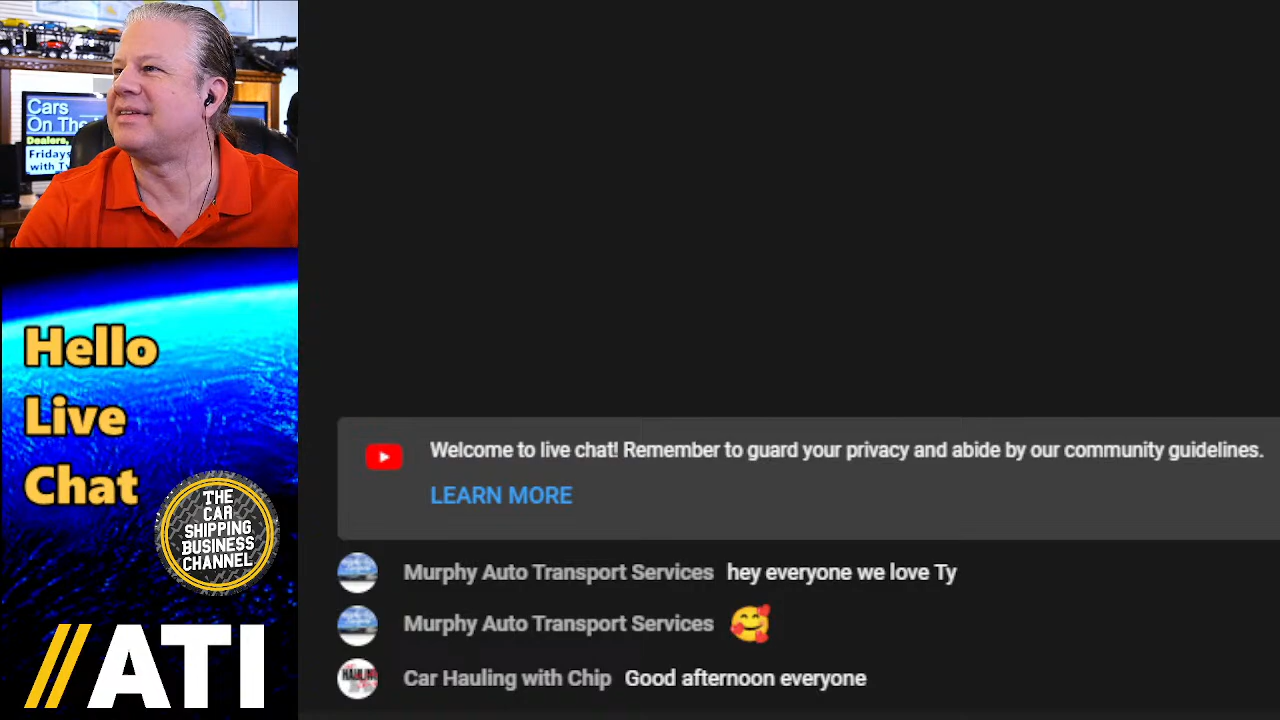 Cars
On The
Dealers,
Fridays
with Ty
Hello
Live
Chat
THE
CAR
SHIPPING
BUSINESS
CHANNEL
//ATI
Welcome to live chat! Remember to guard your privacy and abide by our community guidelines.
LEARN MORE
Murphy Auto Transport Services hey everyone we love Ty
Murphy Auto Transport Services 🥰
Car Hauling with Chip Good afternoon everyone